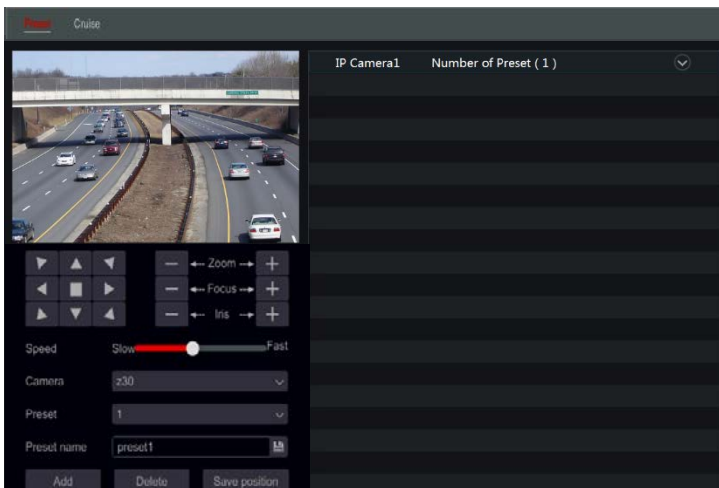 Preset Cruise
IP Camera1 Number of Preset ( 1 )
Zoom
Focus
Iris
Speed Slow Fast
Camera z30
Preset 1
Preset name preset1
Add Delete Save position